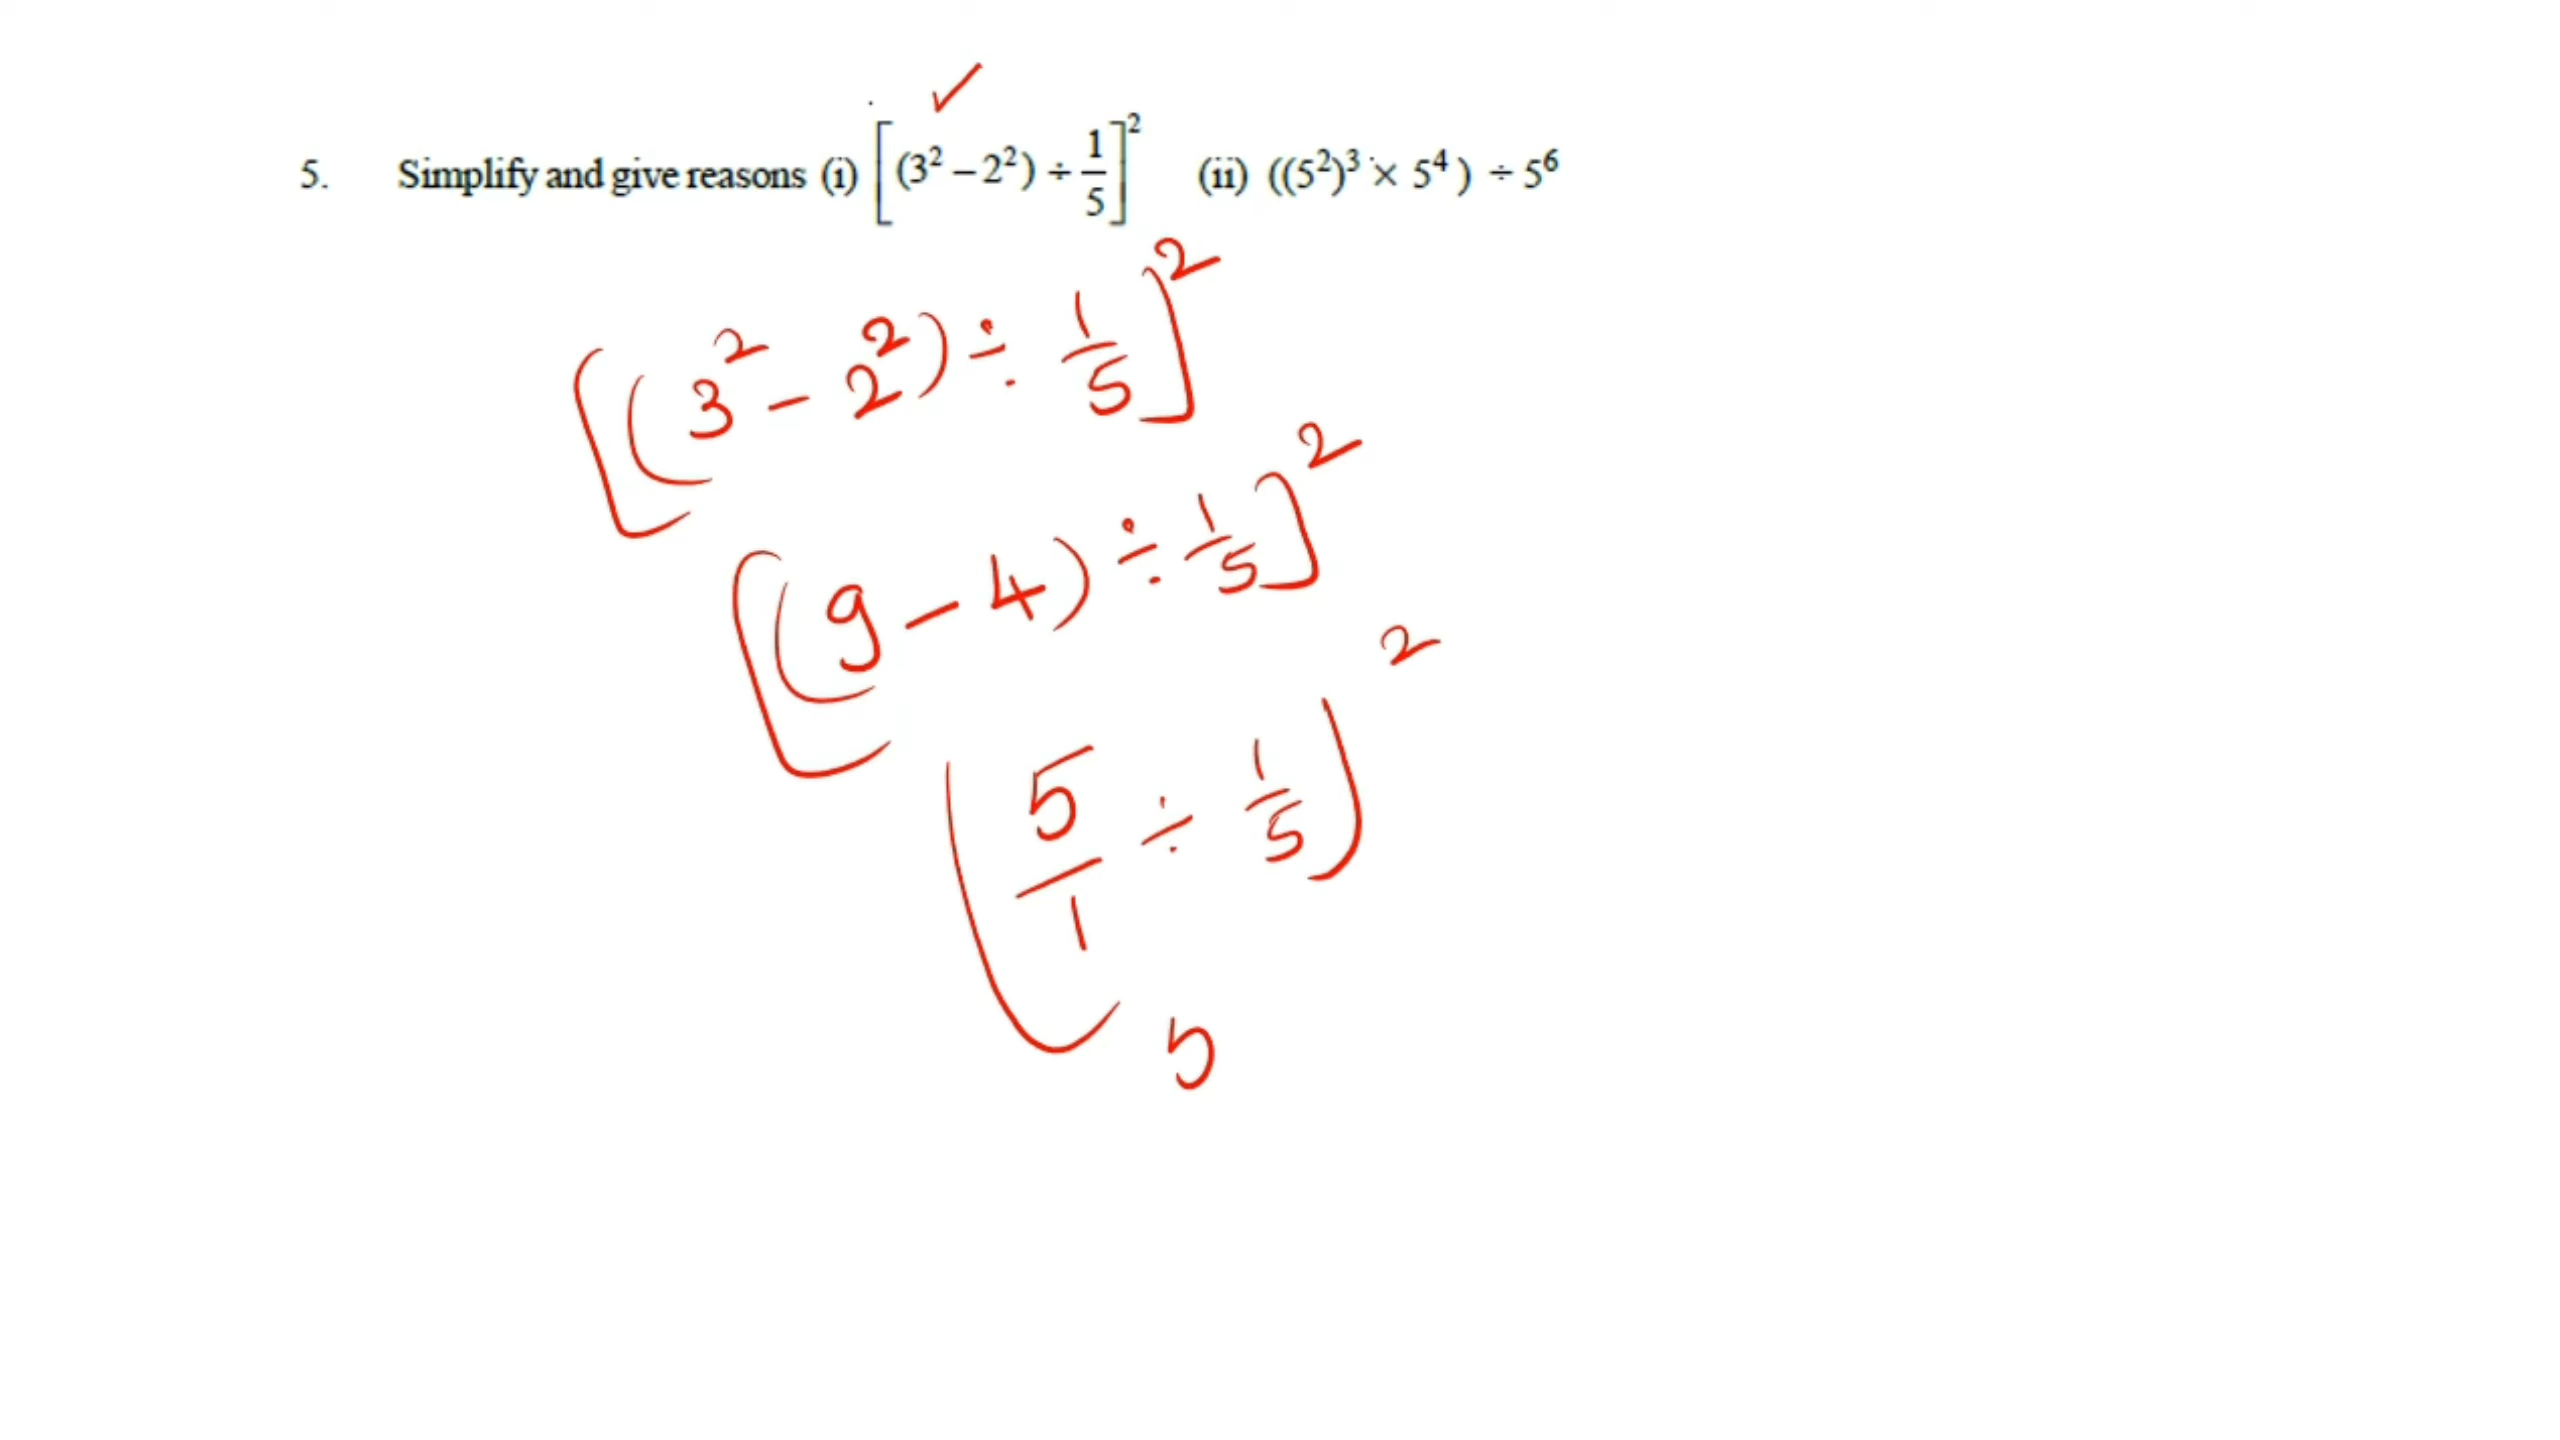 5. Simplify and give reasons (i) [(3² – 2²) ÷ 1/5]² (ii) ((5²)³ × 5⁴) ÷ 5⁶
[(3² – 2²) ÷ 1/5]²
[(9 – 4) ÷ 1/5]²
(5/1 ÷ 1/5)²
5